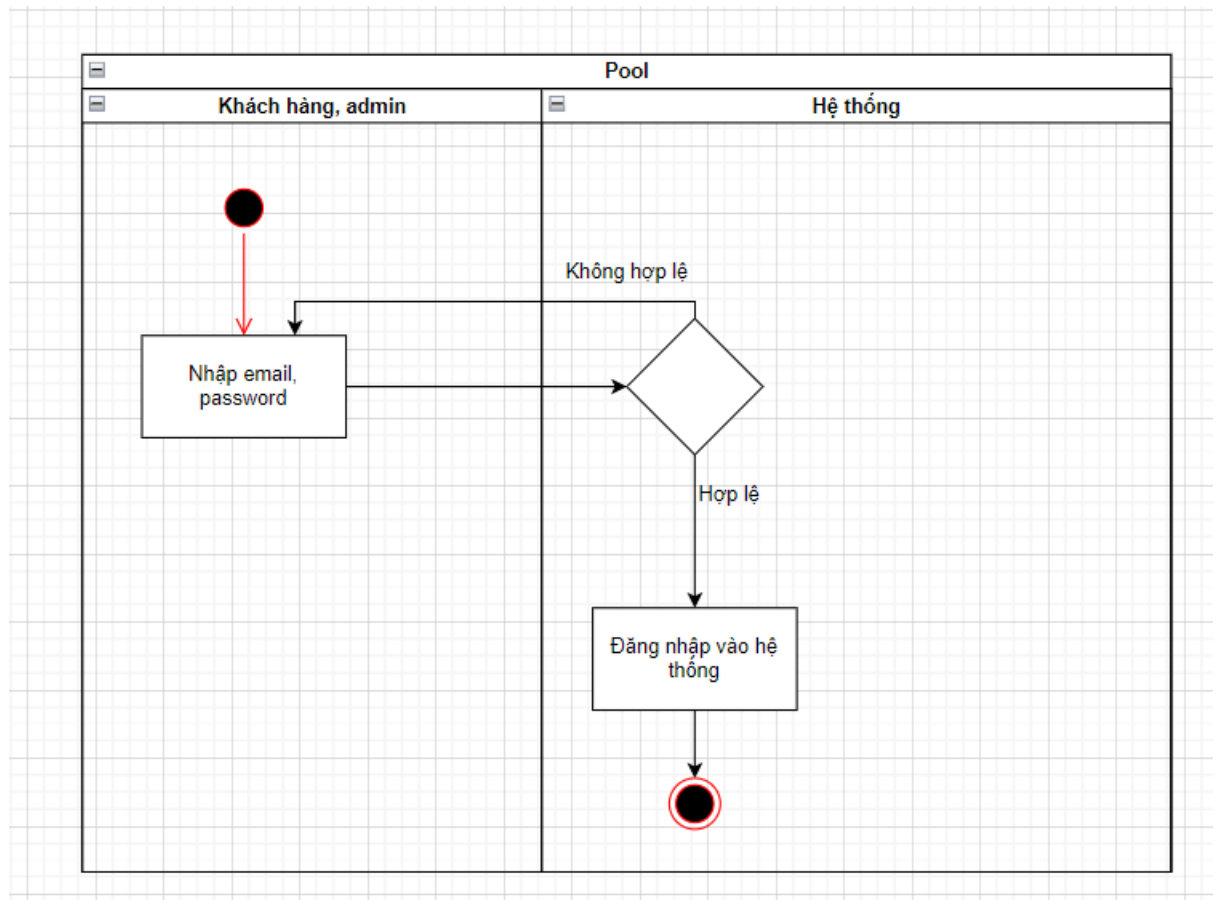 Pool
Khách hàng, admin
Hệ thống
Không hợp lệ
Nhập email,
password
Hợp lệ
Đăng nhập vào hệ
thống